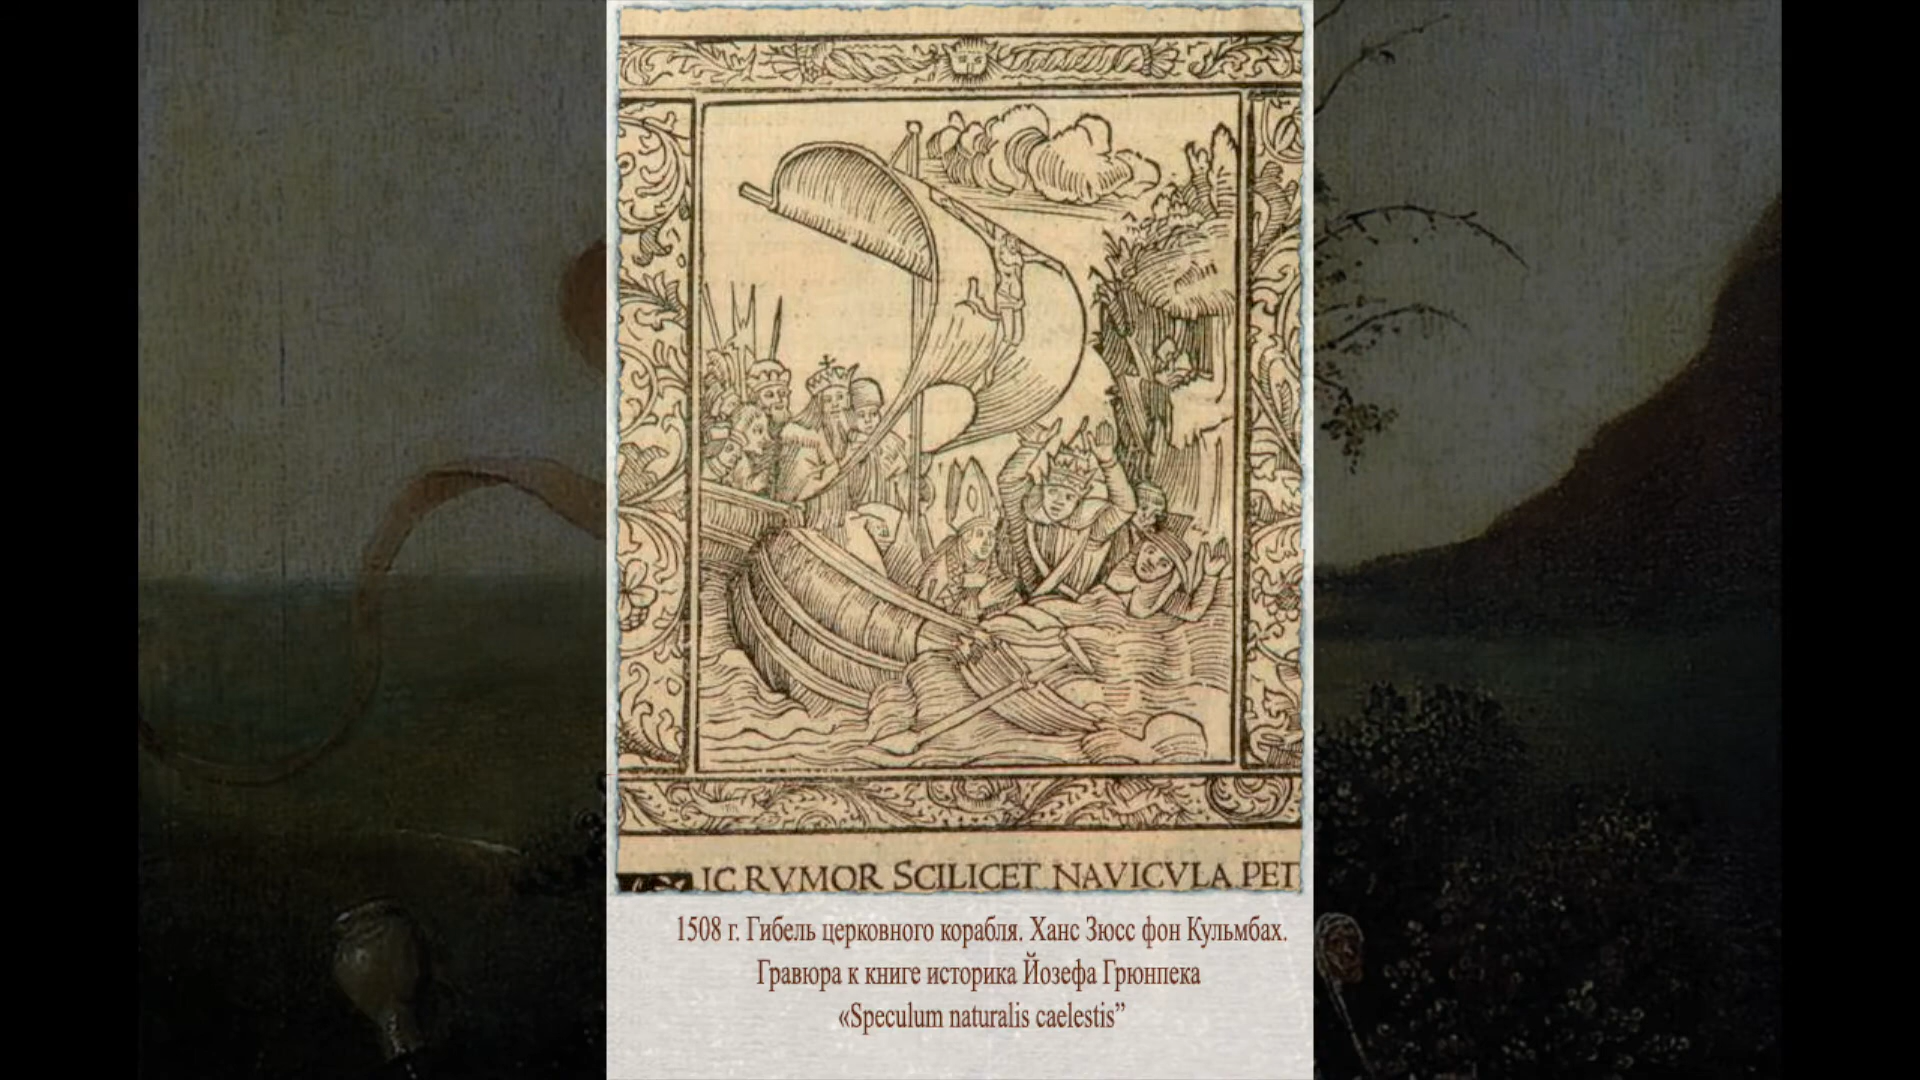 IC RVMOR SCILICET NAVICVLA PET
1508 г. Гибель церковного корабля. Ханс Зюсс фон Кульмбах.
Гравюра к книге историка Йозефа Грюнпека
«Speculum naturalis caelestis”